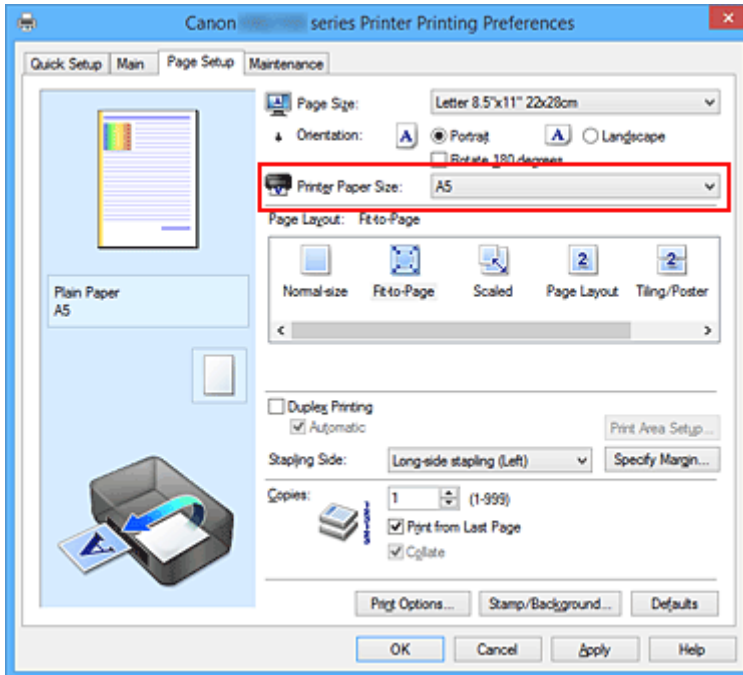 Canon series Printer Printing Preferences
Quick Setup Main Page Setup Maintenance
Page Size: Letter 8.5"x11" 22x28cm
Orientation: A Portrait A Landscape
Rotate 180 degrees
Printer Paper Size: A5
Page Layout: Fit-to-Page
Normal-size Fit-to-Page Scaled Page Layout Tiling/Poster
Plain Paper
A5
Duplex Printing
Automatic
Print Area Setup...
Stapling Side: Long-side stapling (Left) Specify Margin...
Copies: 1 (1-999)
Print from Last Page
Collate
Print Options... Stamp/Background... Defaults
OK Cancel Apply Help